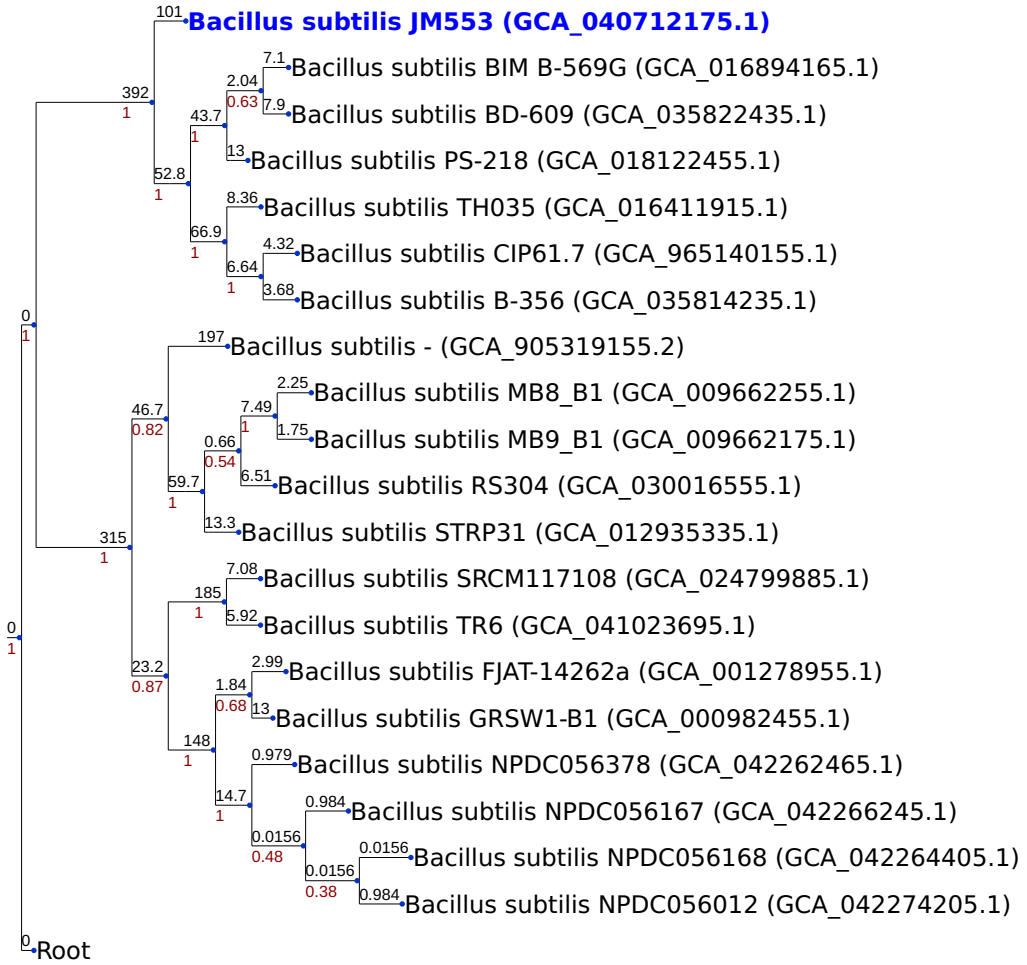 101
Bacillus subtilis JM553 (GCA_040712175.1)
7.1
Bacillus subtilis BIM B-569G (GCA_016894165.1)
2.04
0.63
392
1
7.9
Bacillus subtilis BD-609 (GCA_035822435.1)
43.7
1
13
Bacillus subtilis PS-218 (GCA_018122455.1)
52.8
1
8.36
Bacillus subtilis TH035 (GCA_016411915.1)
66.9
1
4.32
Bacillus subtilis CIP61.7 (GCA_965140155.1)
6.64
1
3.68
Bacillus subtilis B-356 (GCA_035814235.1)
0
1
197
Bacillus subtilis - (GCA_905319155.2)
2.25
Bacillus subtilis MB8_B1 (GCA_009662255.1)
46.7
0.82
7.49
1
1.75
Bacillus subtilis MB9_B1 (GCA_009662175.1)
0.66
0.54
6.51
Bacillus subtilis RS304 (GCA_030016555.1)
59.7
1
13.3
Bacillus subtilis STRP31 (GCA_012935335.1)
315
1
7.08
Bacillus subtilis SRCM117108 (GCA_024799885.1)
185
1
5.92
Bacillus subtilis TR6 (GCA_041023695.1)
0
1
23.2
0.87
2.99
Bacillus subtilis FJAT-14262a (GCA_001278955.1)
1.84
0.68
13
Bacillus subtilis GRSW1-B1 (GCA_000982455.1)
148
1
0.979
Bacillus subtilis NPDC056378 (GCA_042262465.1)
14.7
1
0.984
Bacillus subtilis NPDC056167 (GCA_042266245.1)
0.0156
0.48
0.0156
Bacillus subtilis NPDC056168 (GCA_042264405.1)
0.0156
0.38
0.984
Bacillus subtilis NPDC056012 (GCA_042274205.1)
0
Root